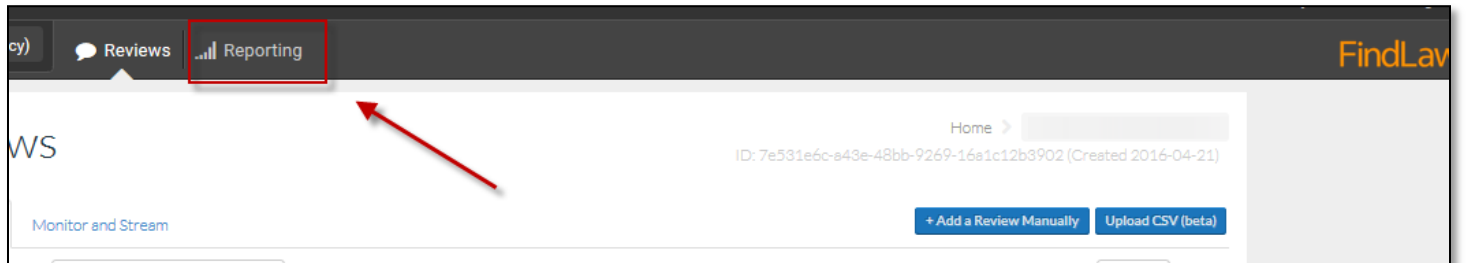 cy) Reviews Reporting
FindLaw
Home >
ws
ID: 7e531e6c-a43e-48bb-9269-16a1c12b3902 (Created 2016-04-21)
Monitor and Stream
+ Add a Review Manually
Upload CSV (beta)